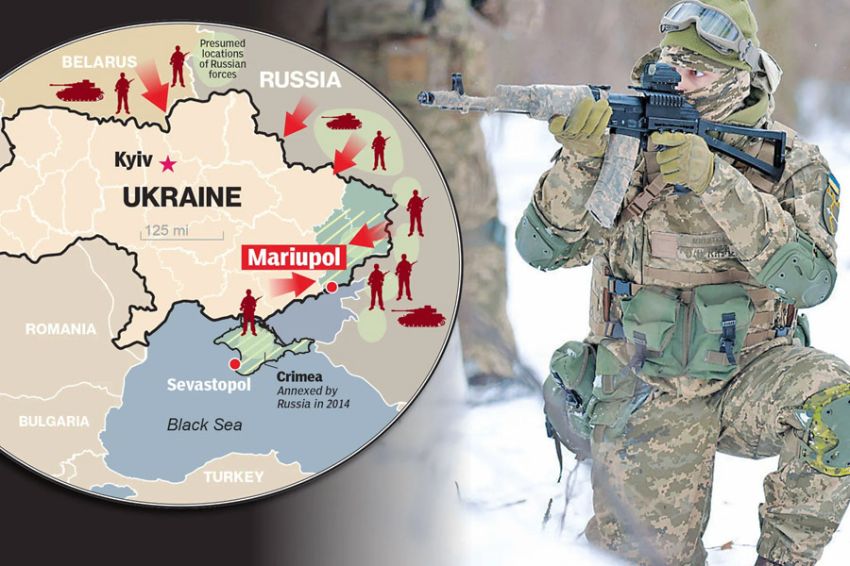 BELARUS
Presumed
locations
of Russian
forces
RUSSIA
Kyiv
UKRAINE
125 mi
Mariupol
ROMANIA
Sevastopol
Crimea
Annexed by
Russia in 2014
BULGARIA
Black Sea
TURKEY